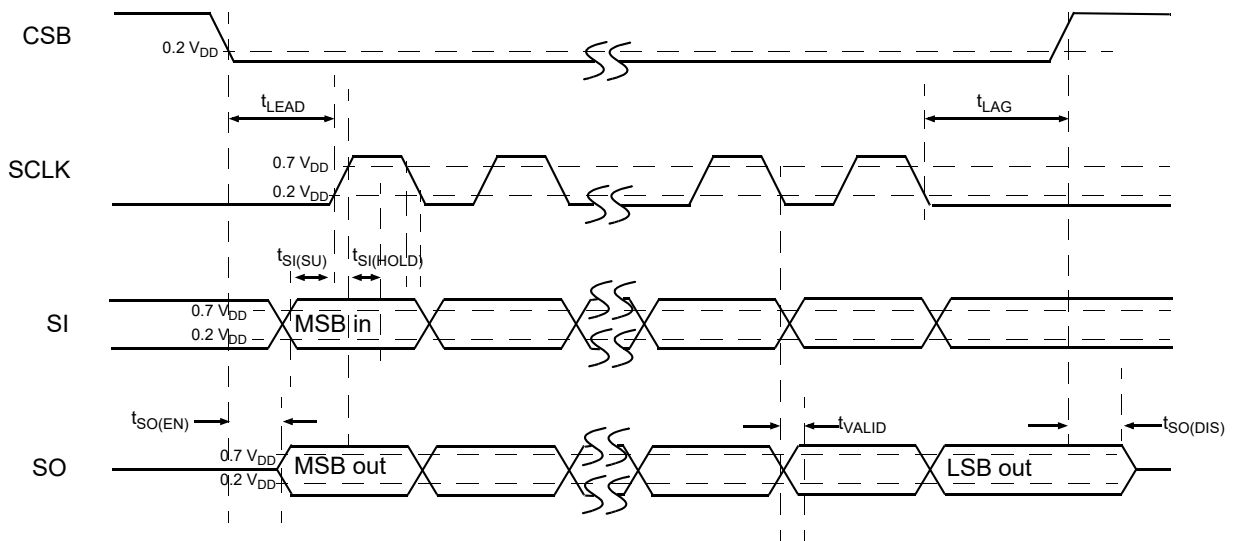 CSB
0.2 VDD
tLEAD
tLAG
SCLK
0.7 VDD
0.2 VDD
tSI(SU)
tSI(HOLD)
SI
0.7 VDD
0.2 VDD
MSB in
tSO(EN)
tVALID
tSO(DIS)
SO
0.7 VDD
0.2 VDD
MSB out
LSB out